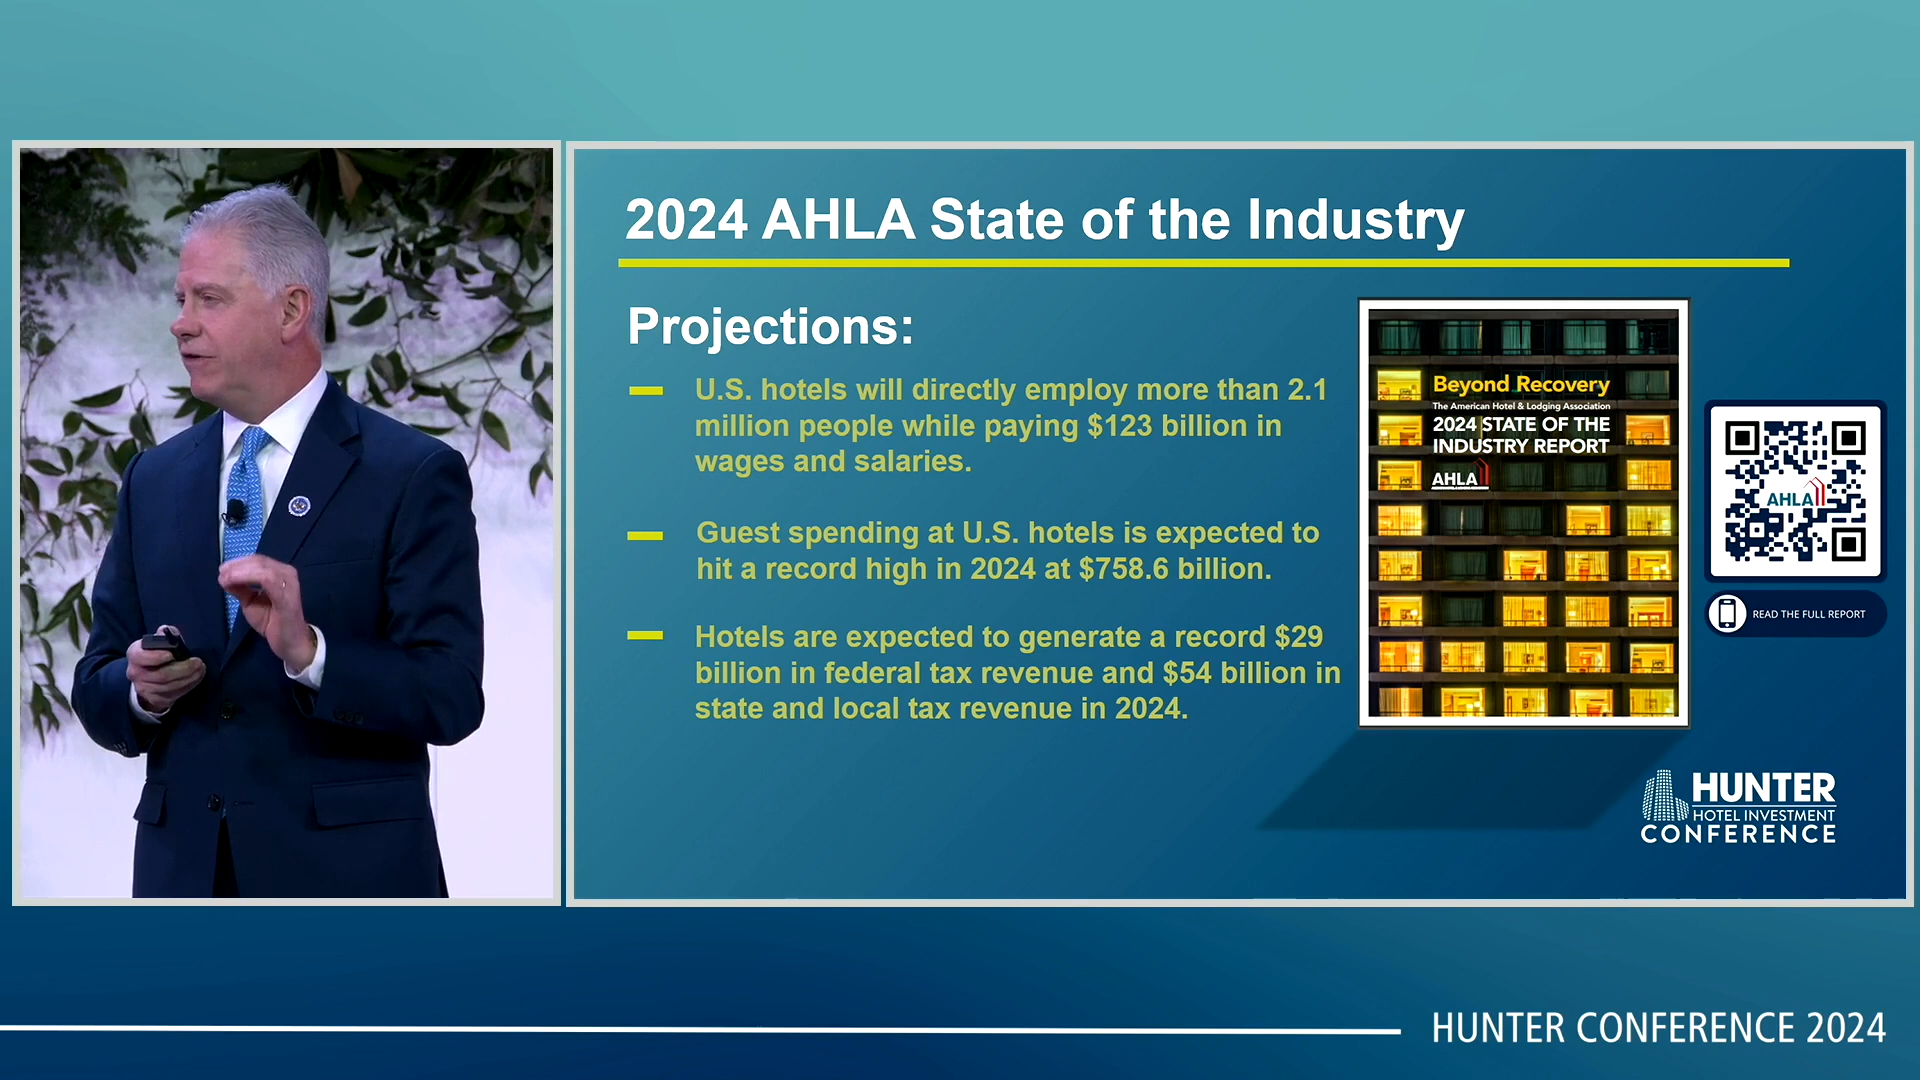 2024 AHLA State of the Industry
Projections:
U.S. hotels will directly employ more than 2.1
million people while paying $123 billion in
wages and salaries.
Guest spending at U.S. hotels is expected to
hit a record high in 2024 at $758.6 billion.
Hotels are expected to generate a record $29
billion in federal tax revenue and $54 billion in
state and local tax revenue in 2024.
Beyond Recovery
The American Hotel & Lodging Association
2024 STATE OF THE
INDUSTRY REPORT
AHLA
AHLA
READ THE FULL REPORT
HUNTER
HOTEL INVESTMENT
CONFERENCE
HUNTER CONFERENCE 2024